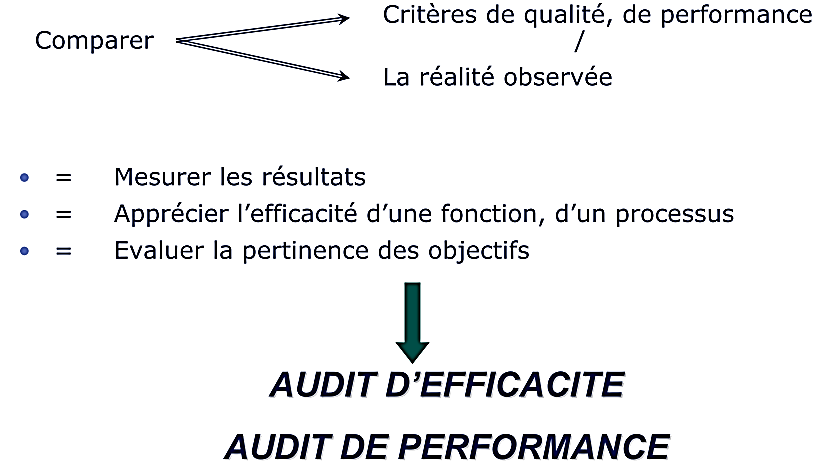 Critères de qualité, de performance
Comparer
/
La réalité observée
• = Mesurer les résultats
• = Apprécier l’efficacité d’une fonction, d’un processus
• = Evaluer la pertinence des objectifs
AUDIT D’EFFICACITE
AUDIT DE PERFORMANCE